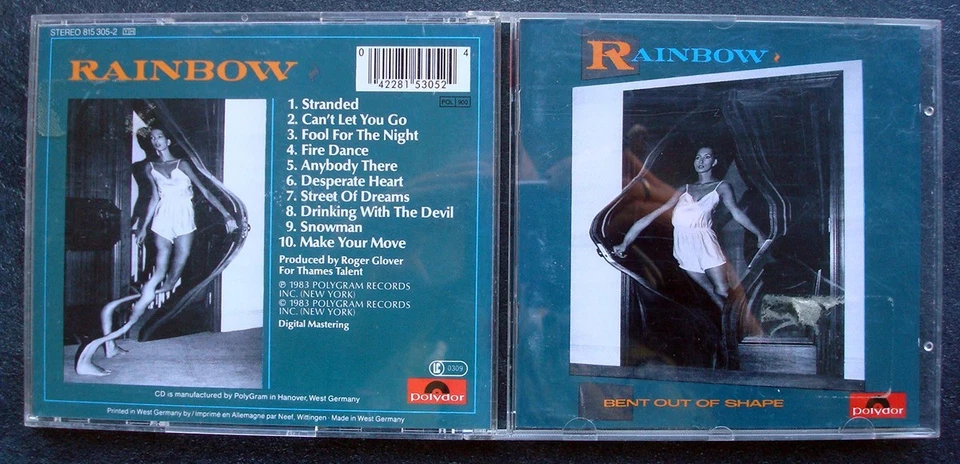 STEREO 815 305-2
RAINBOW
0 42281 53052 4
POL 900
1. Stranded
2. Can't Let You Go
3. Fool For The Night
4. Fire Dance
5. Anybody There
6. Desperate Heart
7. Street Of Dreams
8. Drinking With The Devil
9. Snowman
10. Make Your Move
Produced by Roger Glover
For Thames Talent
℗ 1983 POLYGRAM RECORDS
INC. (NEW YORK)
© 1983 POLYGRAM RECORDS
INC. (NEW YORK)
Digital Mastering
LC 0309
polydor
CD is manufactured by PolyGram in Hanover, West Germany
Printed in West Germany by / imprimé en Allemagne par Neef, Wittingen · Made in West Germany
RAINBOW
BENT OUT OF SHAPE
polydor